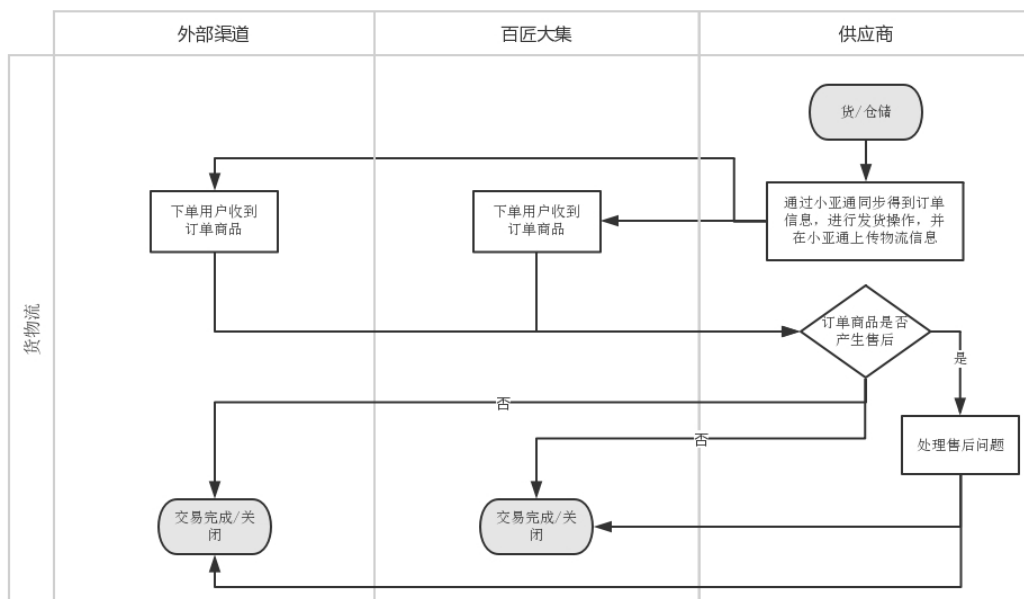 外部渠道
百匠大集
供应商
货物流
货/仓储
下单用户收到
订单商品
下单用户收到
订单商品
通过小亚通同步得到订单
信息，进行发货操作，并
在小亚通上传物流信息
订单商品是否
产生售后
是
否
否
处理售后问题
交易完成/关
闭
交易完成/关
闭